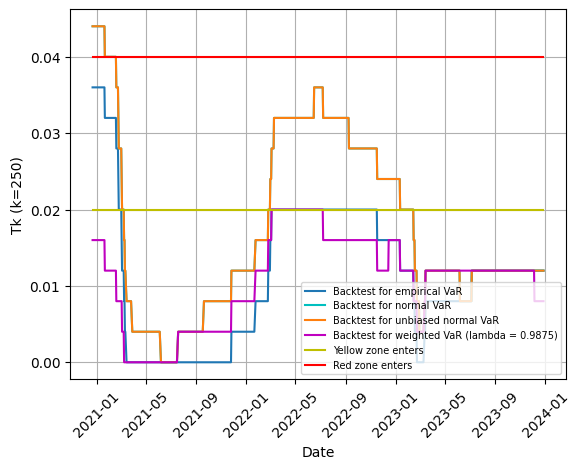 0.04
0.03
0.02
0.01
0.00
Tk (k=250)
Backtest for empirical VaR
Backtest for normal VaR
Backtest for unbiased normal VaR
Backtest for weighted VaR (lambda = 0.9875)
Yellow zone enters
Red zone enters
2021-01
2021-05
2021-09
2022-01
2022-05
2022-09
2023-01
2023-05
2023-09
2024-01
Date